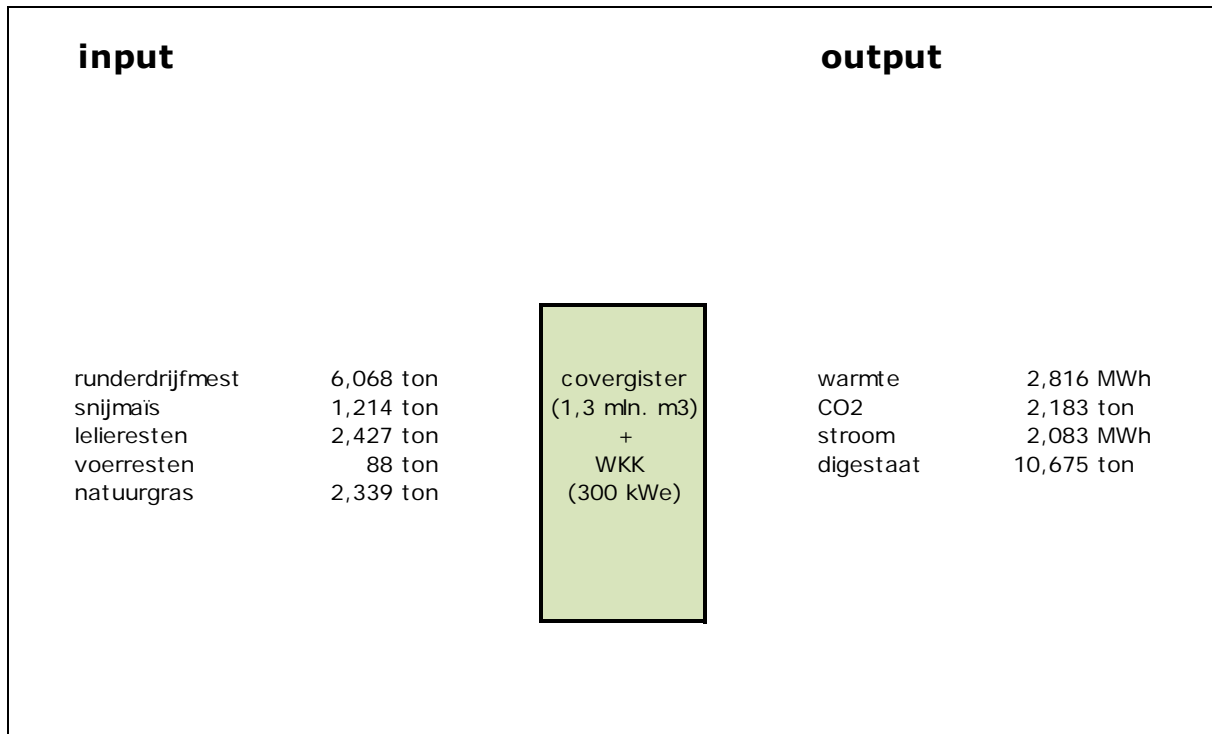 input output
runderdrijfmest 6,068 ton covergister warmte 2,816 MWh
snijmaïs 1,214 ton (1,3 mln. m3) CO2 2,183 ton
lelieresten 2,427 ton + stroom 2,083 MWh
voerresten 88 ton WKK digestaat 10,675 ton
natuurgras 2,339 ton (300 kWe)